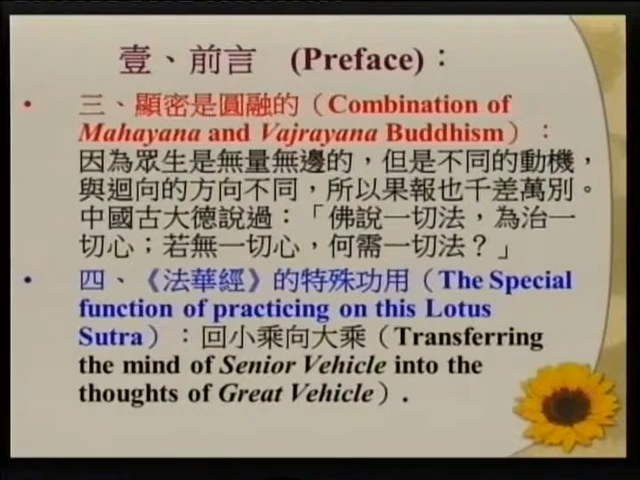 壹、前言 (Preface)：
• 三、顯密是圓融的（Combination of
Mahayana and Vajrayana Buddhism）：
因為眾生是無量無邊的，但是不同的動機，
與迴向的方向不同，所以果報也千差萬別。
中國古大德說過：「佛說一切法，為治一
切心；若無一切心，何需一切法？」
• 四、《法華經》的特殊功用（The Special
function of practicing on this Lotus
Sutra）：回小乘向大乘（Transferring
the mind of Senior Vehicle into the
thoughts of Great Vehicle）.